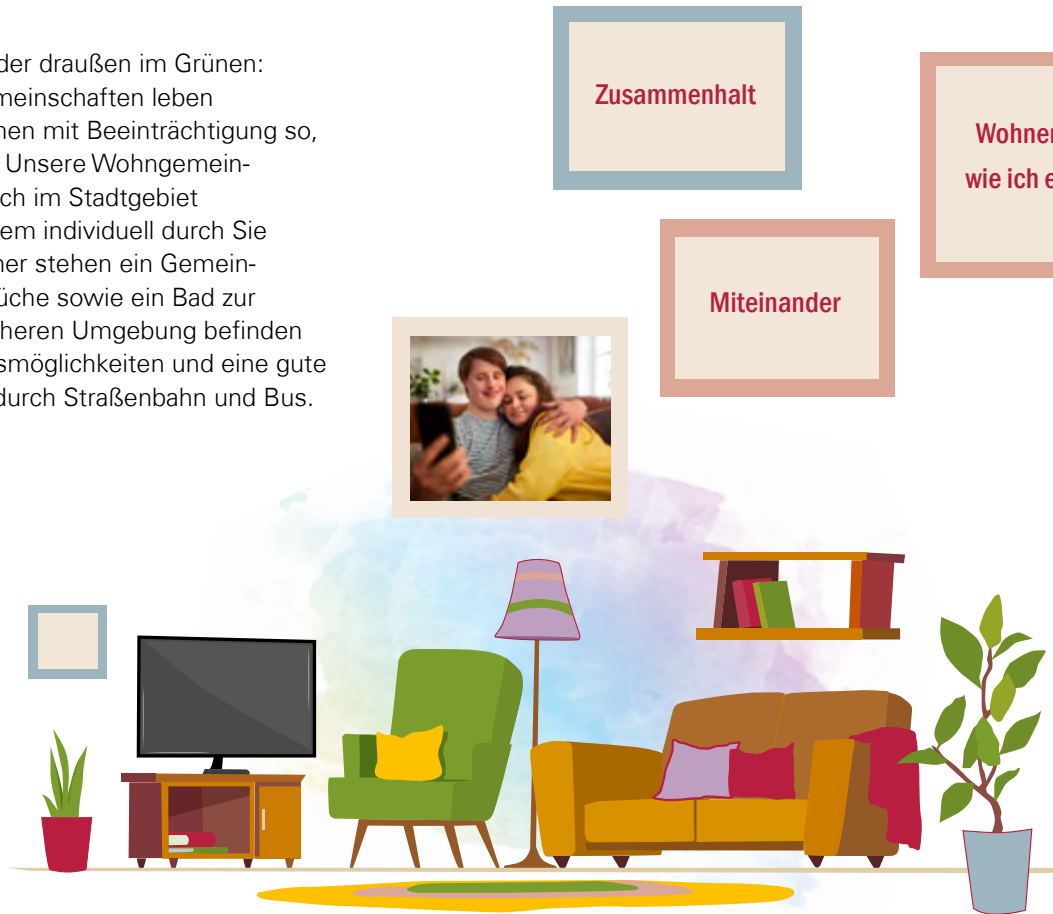 der draußen im Grünen:
meinschaften leben
nen mit Beeinträchtigung so,
Unsere Wohngemein-
ch im Stadtgebiet
em individuell durch Sie
ner stehen ein Gemein-
üche sowie ein Bad zur
heren Umgebung befinden
smöglichkeiten und eine gute
durch Straßenbahn und Bus.
Zusammenhalt
Wohnen
wie ich e
Miteinander